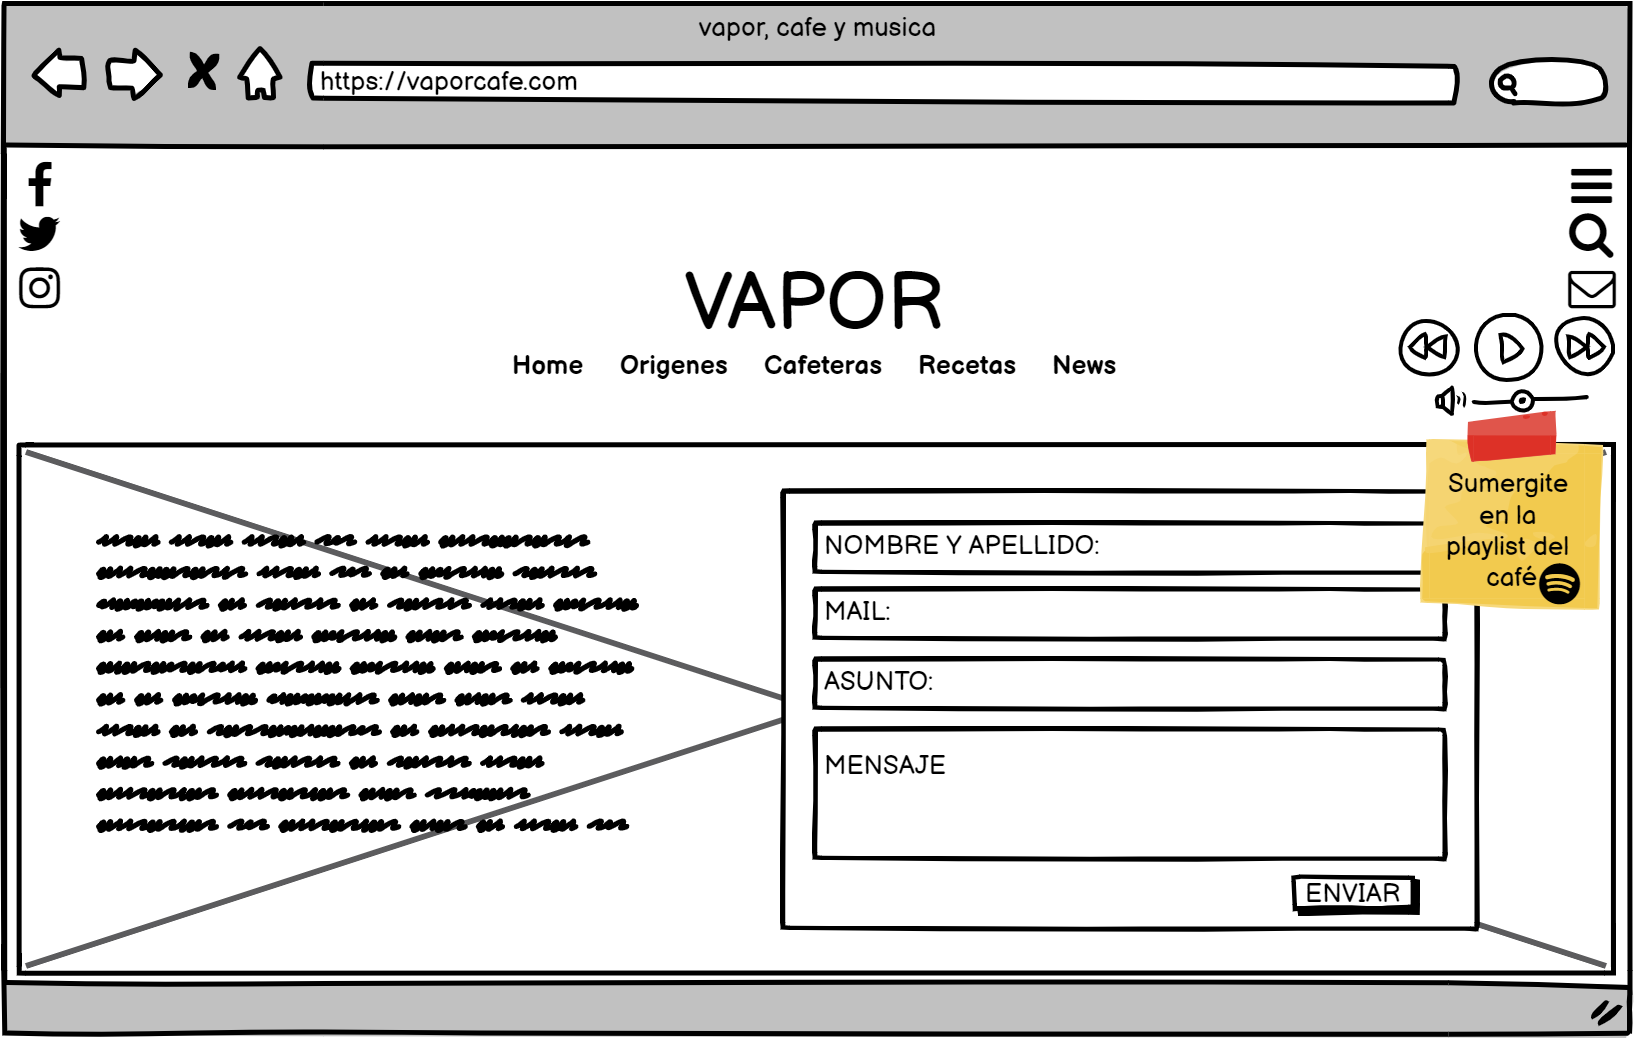 vapor, cafe y musica
https://vaporcafe.com
VAPOR
Home Origenes Cafeteras Recetas News
Sumergite
en la
playlist del
café
NOMBRE Y APELLIDO:
MAIL:
ASUNTO:
MENSAJE
ENVIAR